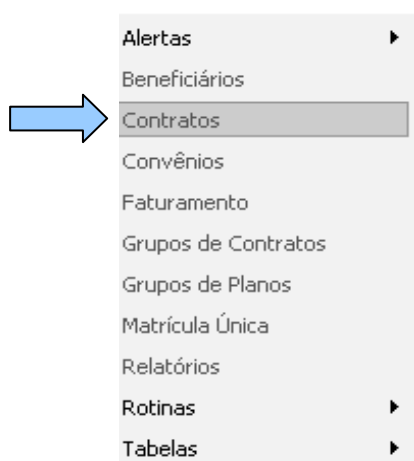 Alertas
Beneficiários
Contratos
Convênios
Faturamento
Grupos de Contratos
Grupos de Planos
Matrícula Única
Relatórios
Rotinas
Tabelas